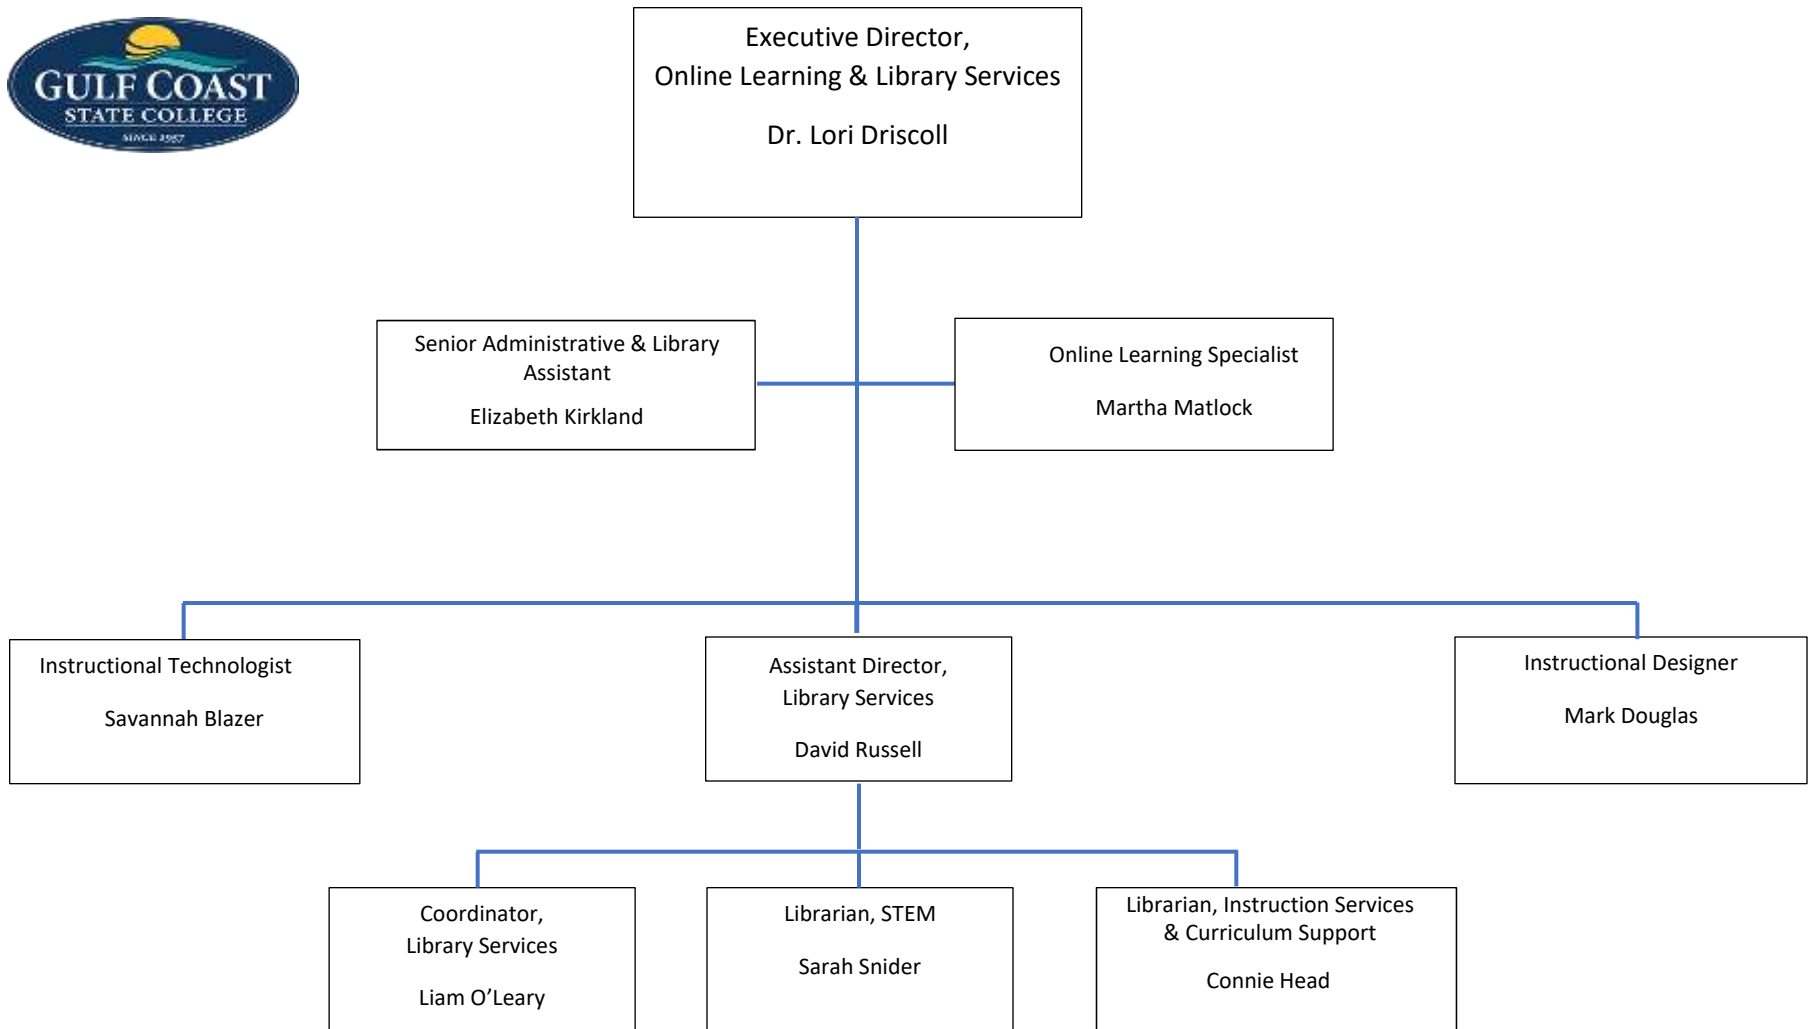 GULF COAST
STATE COLLEGE
SINCE 1957
Executive Director,
Online Learning & Library Services
Dr. Lori Driscoll
Senior Administrative & Library
Assistant
Elizabeth Kirkland
Online Learning Specialist
Martha Matlock
Instructional Technologist
Savannah Blazer
Assistant Director,
Library Services
David Russell
Instructional Designer
Mark Douglas
Coordinator,
Library Services
Liam O’Leary
Librarian, STEM
Sarah Snider
Librarian, Instruction Services
& Curriculum Support
Connie Head